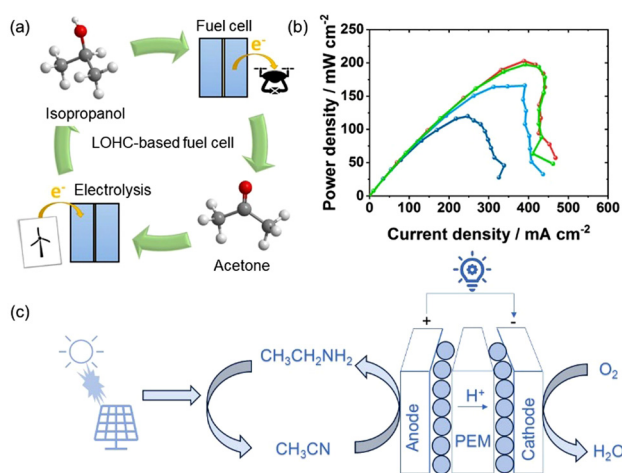 (a)
Fuel cell
e⁻
Isopropanol
LOHC-based fuel cell
Electrolysis
e⁻
Acetone
(b)
Power density / mW cm⁻²
250
200
150
100
50
0
0 100 200 300 400 500 600
Current density / mA cm⁻²
(c)
+ -
CH₃CH₂NH₂
CH₃CN
Anode
H⁺
PEM
Cathode
O₂
H₂O